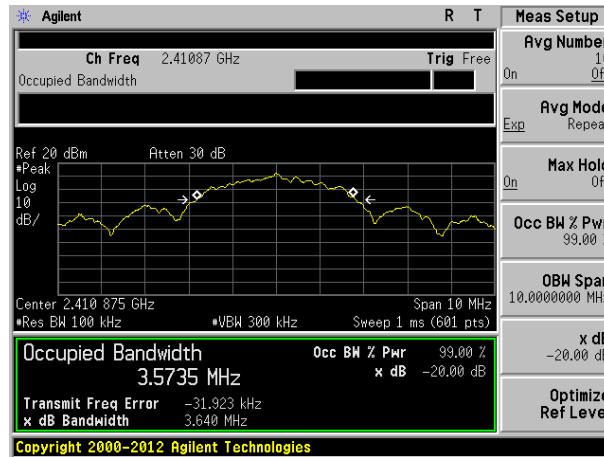 Agilent R T
Meas Setup
Ch Freq 2.41087 GHz Trig Free
Occupied Bandwidth
Avg Number
10
On Off
Avg Mode
Exp Repeat
Max Hold
On Off
Occ BW % Pwr
99.00 %
OBW Span
10.0000000 MHz
x dB
-20.00 dB
Optimize
Ref Level
Ref 20 dBm Atten 30 dB
#Peak
Log
10
dB/
Center 2.410 875 GHz Span 10 MHz
#Res BW 100 kHz #VBW 300 kHz Sweep 1 ms (601 pts)
Occupied Bandwidth Occ BW % Pwr 99.00 %
3.5735 MHz x dB -20.00 dB
Transmit Freq Error -31.923 kHz
x dB Bandwidth 3.640 MHz
Copyright 2000-2012 Agilent Technologies